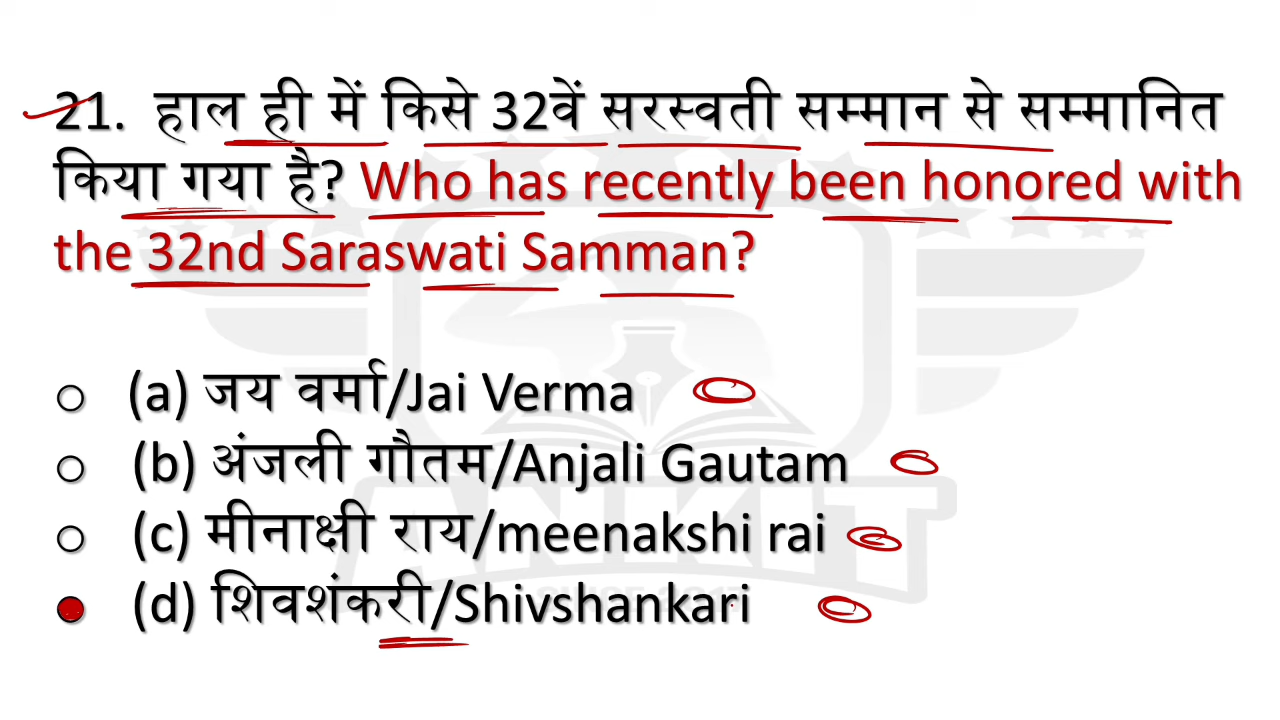 21. हाल ही में किसे 32वें सरस्वती सम्मान से सम्मानित
किया गया है? Who has recently been honored with
the 32nd Saraswati Samman?
(a) जय वर्मा/Jai Verma
(b) अंजली गौतम/Anjali Gautam
(c) मीनाक्षी राय/meenakshi rai
(d) शिवशंकरी/Shivshankari
ANKIT